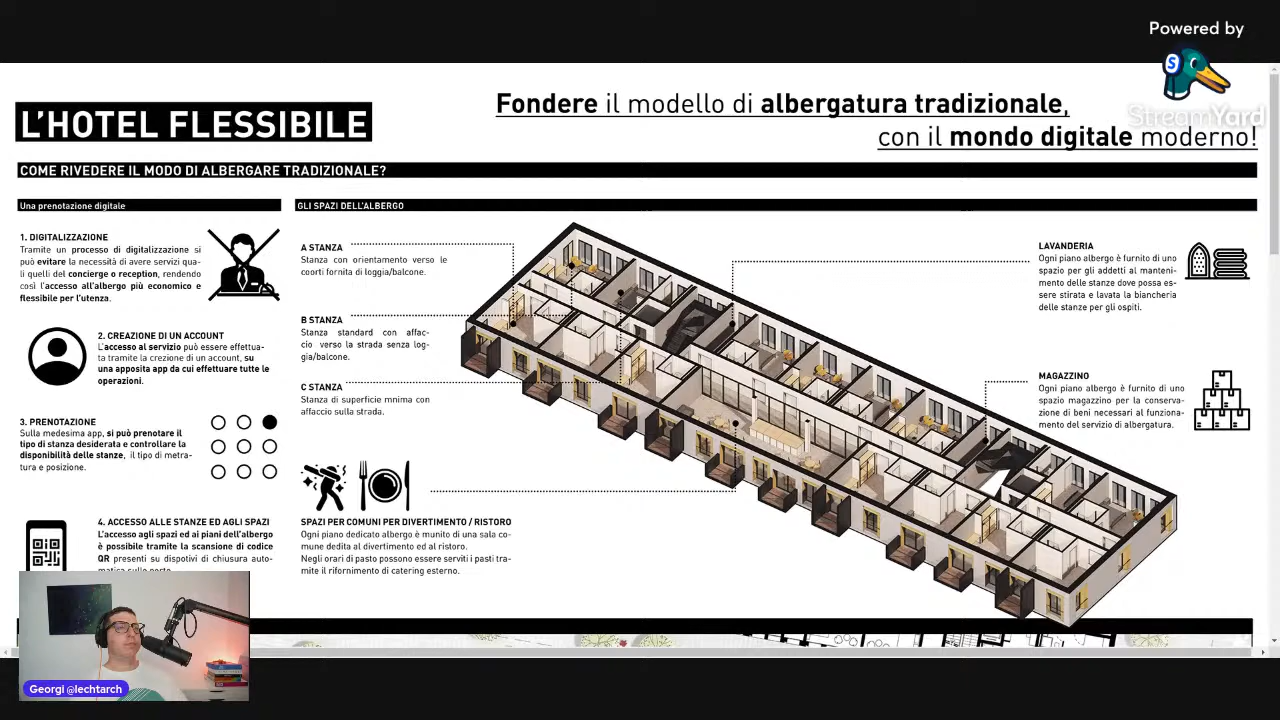 Powered by
StreamYard
L'HOTEL FLESSIBILE
Fondere il modello di albergatura tradizionale,
con il mondo digitale moderno!
COME RIVEDERE IL MODO DI ALBERGARE TRADIZIONALE?
Una prenotazione digitale
1. DIGITALIZZAZIONE
Tramite un processo di digitalizzazione si
può evitare la necessità di avere servizi qua-
li quelli del concierge o reception, rendendo
così l'accesso all'albergo più economico e
flessibile per l'utenza.
2. CREAZIONE DI UN ACCOUNT
L'accesso al servizio può essere effettua-
ta tramite la crezione di un account, su
una apposita app da cui effettuare tutte le
operazioni.
3. PRENOTAZIONE
Sulla medesima app, si può prenotare il
tipo di stanza desiderata e controllare la
disponibilità delle stanze, il tipo di metra-
tura e posizione.
4. ACCESSO ALLE STANZE ED AGLI SPAZI
L'accesso agli spazi ed ai piani dell'albergo
è possibile tramite la scansione di codice
QR presenti su dispotivi di chiusura auto-
matica sulle porte.
GLI SPAZI DELL'ALBERGO
A STANZA
Stanza con orientamento verso le
coorti fornita di loggia/balcone.
B STANZA
Stanza standard con affac-
cio verso la strada senza log-
gia/balcone.
C STANZA
Stanza di superficie mnima con
affaccio sulla strada.
SPAZI PER COMUNI PER DIVERTIMENTO / RISTORO
Ogni piano dedicato albergo è munito di una sala co-
mune dedita al divertimento ed al ristoro.
Negli orari di pasto possono essere serviti i pasti tra-
mite il rifornimento di catering esterno.
LAVANDERIA
Ogni piano albergo è furnito di uno
spazio per gli addetti al manteni-
mento delle stanze dove possa es-
sere stirata e lavata la biancheria
delle stanze per gli ospiti.
MAGAZZINO
Ogni piano albergo è furnito di uno
spazio magazzino per la conserva-
zione di beni necessari al funziona-
mento del servizio di albergatura.
Georgi @lechtarch